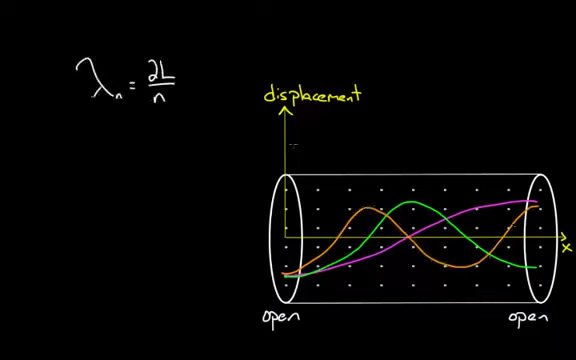 λₙ = 2L/n
displacement
x
open open